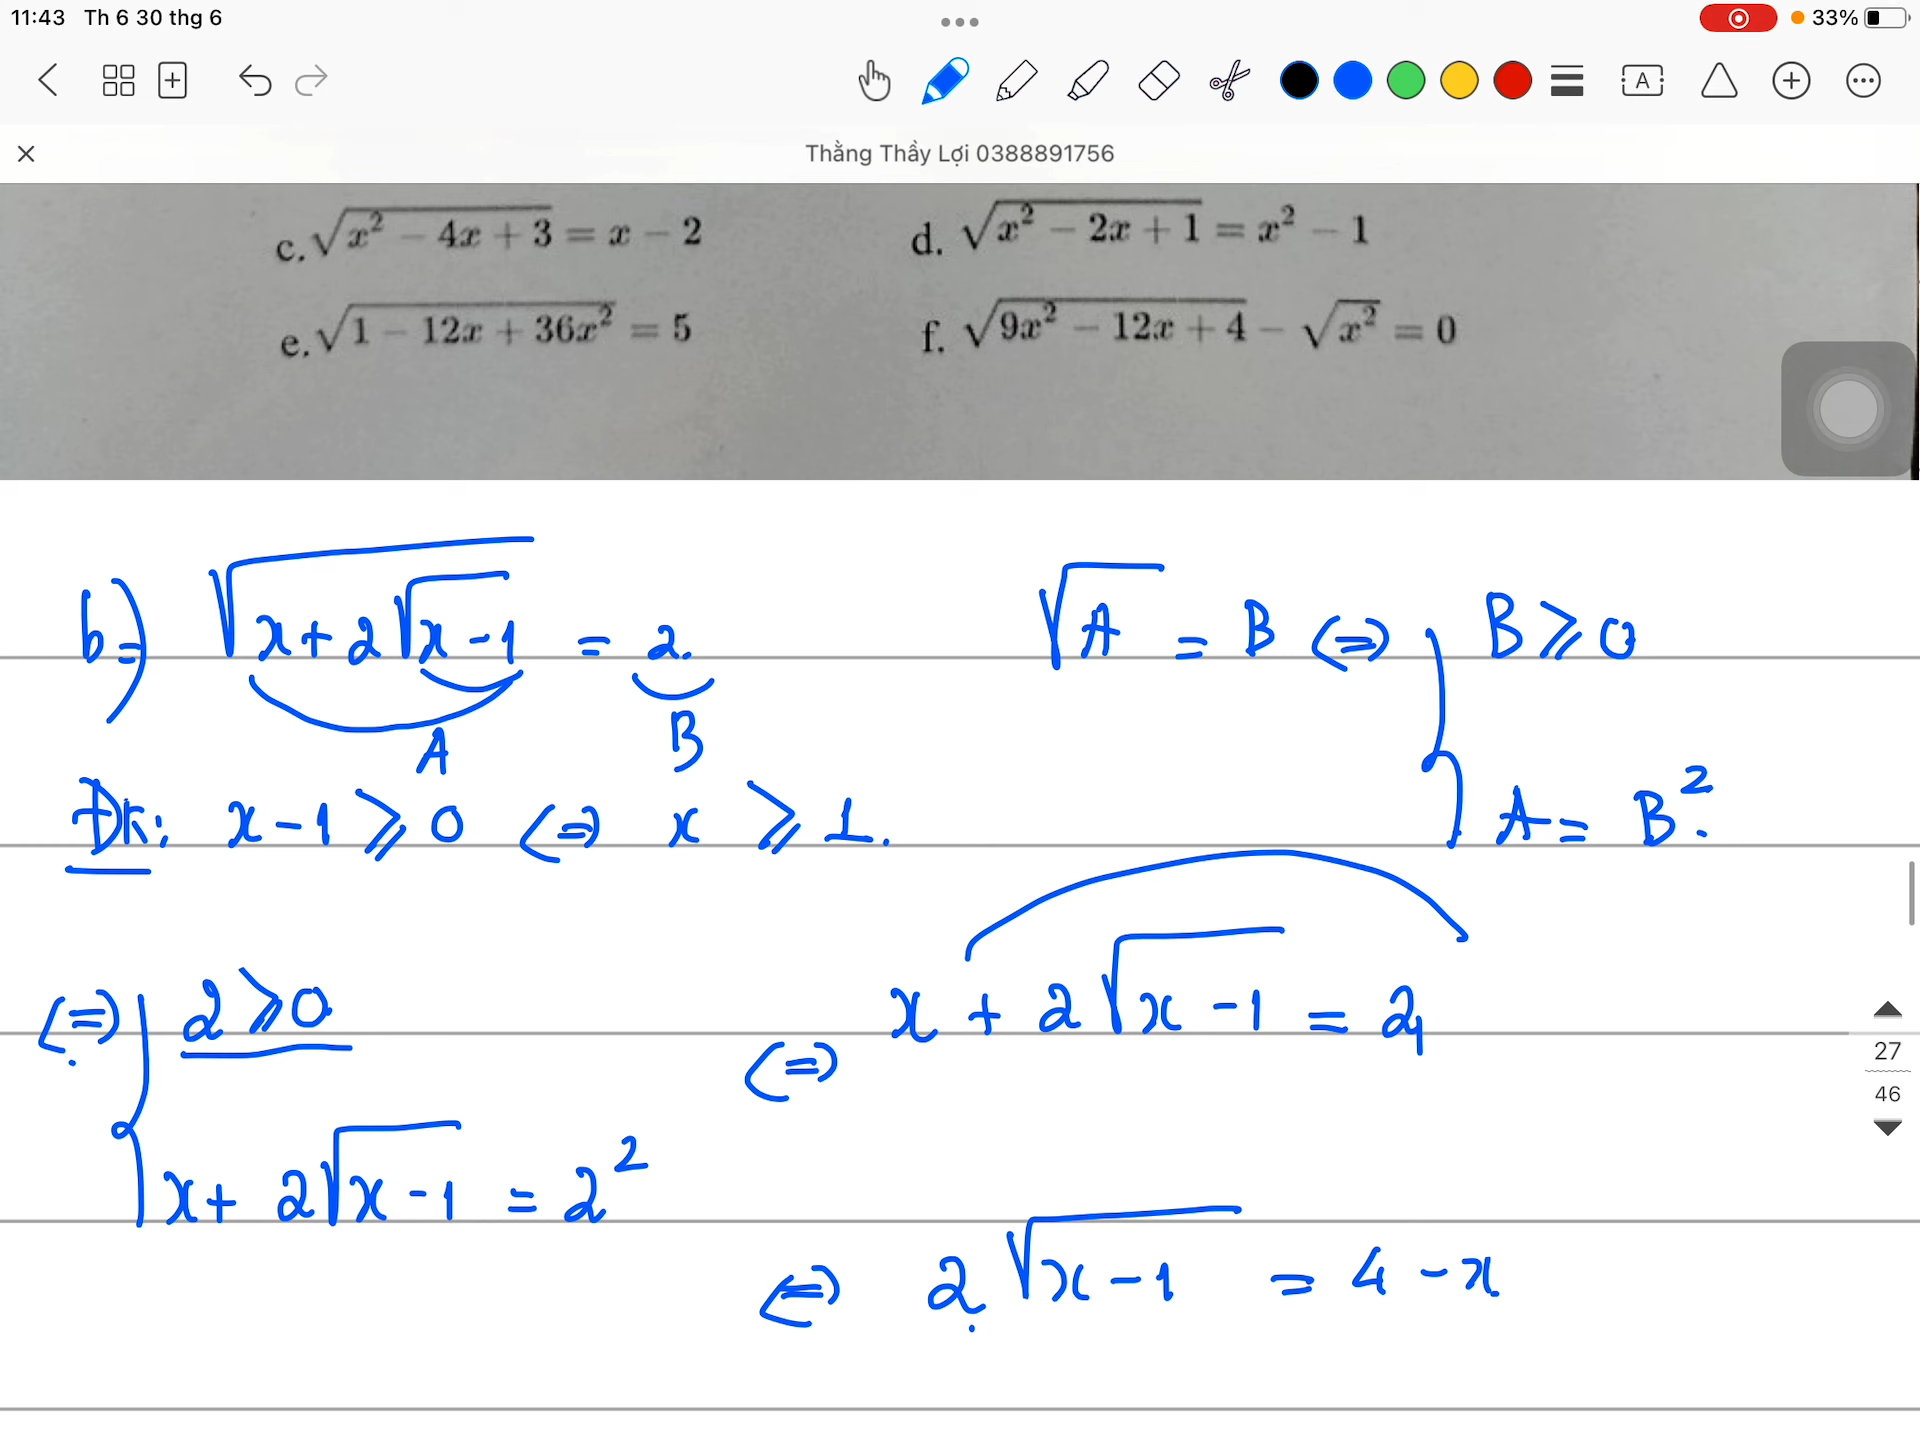 11:43 Th 6 30 thg 6 33%
A
Thằng Thầy Lợi 0388891756
c. √(x² − 4x + 3) = x − 2
d. √(x² − 2x + 1) = x² − 1
e. √(1 − 12x + 36x²) = 5
f. √(9x² − 12x + 4) − √(x²) = 0
b) √(x + 2√(x − 1)) = 2.
A B
√A = B (=) { B ⩾ 0
A = B².
ĐK: x − 1 ⩾ 0 (=) x ⩾ 1.
(=) { 2 ⩾ 0
x + 2√(x − 1) = 2²
(=) x + 2√(x − 1) = 4
(=) 2√(x − 1) = 4 − x
27
46